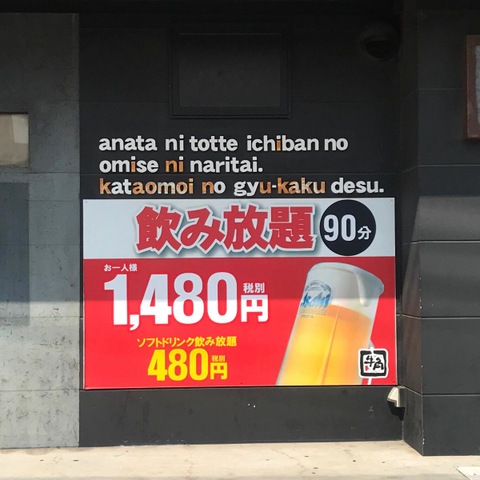 anata ni totte ichiban no
omise ni naritai.
kataomoi no gyu-kaku desu.
飲み放題 90分
お一人様
1,480円 税別
ソフトドリンク飲み放題
480円 税別
Asahi
牛角